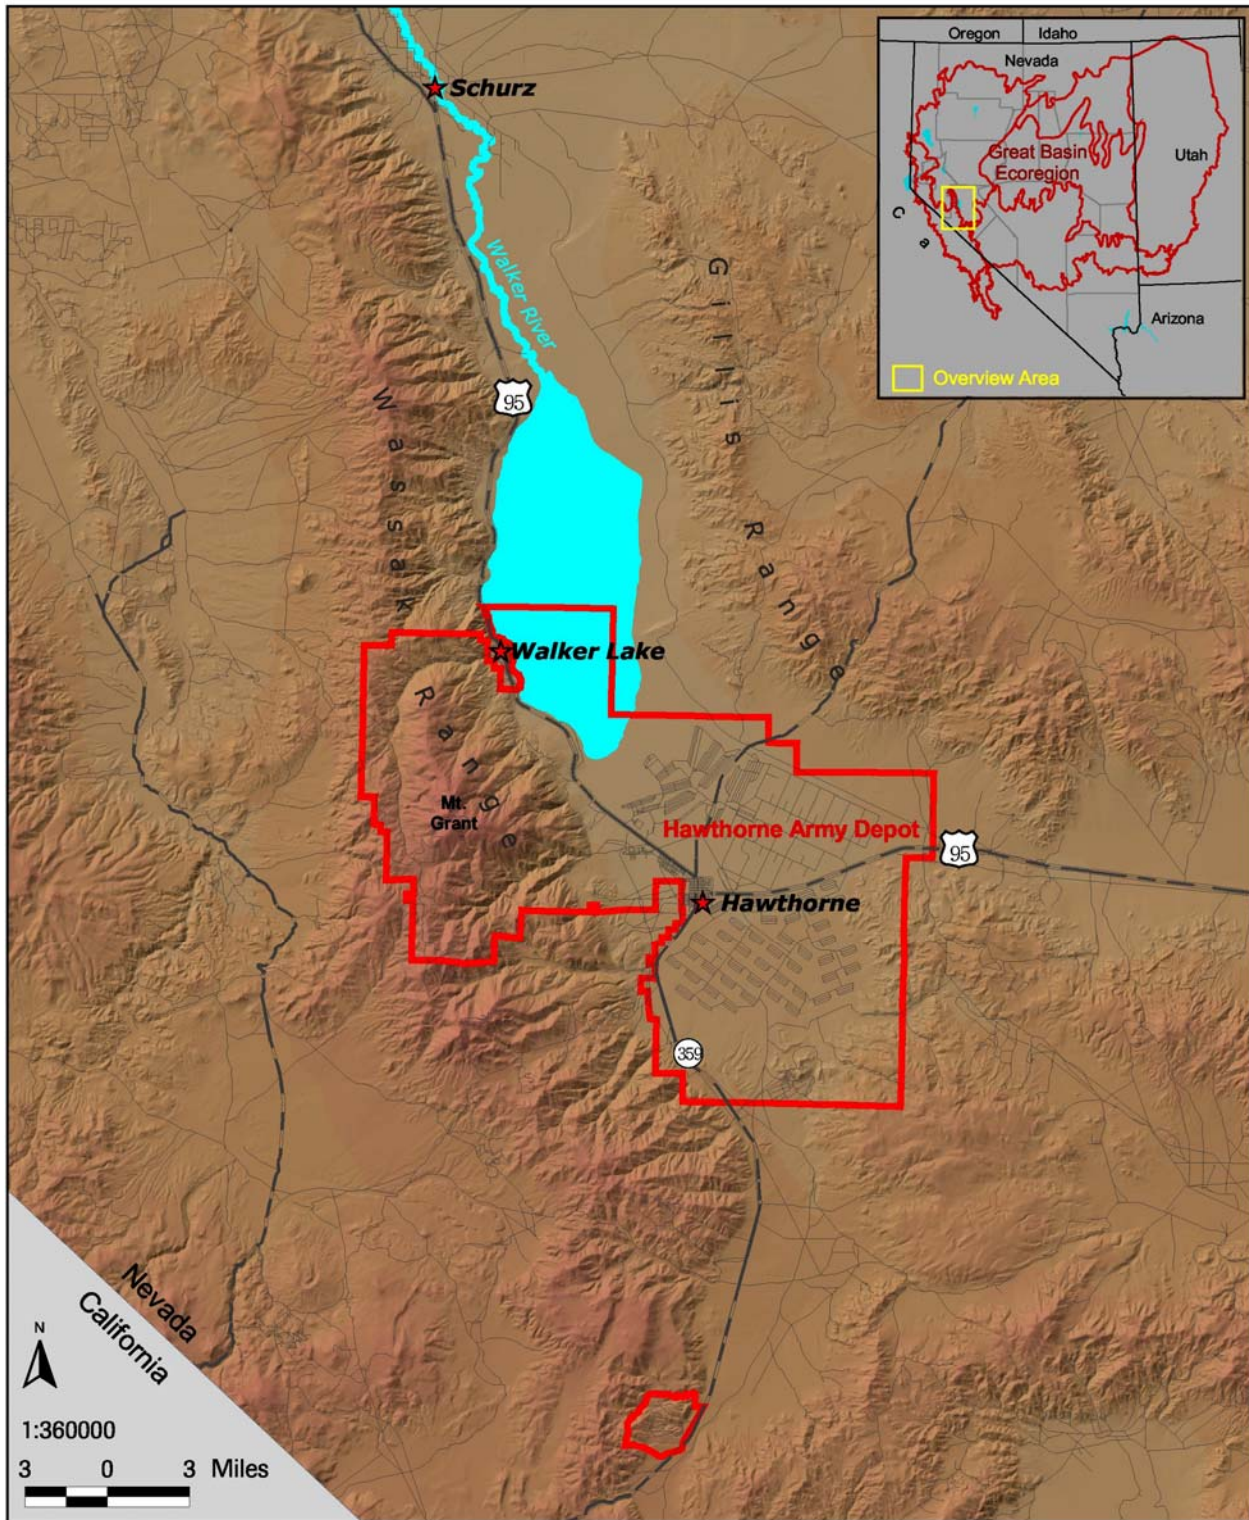 Schurz
Walker River
95
Wassak
Range
Gillis
Range
Walker Lake
Mt.
Grant
Hawthorne Army Depot
95
Hawthorne
359
Oregon
Idaho
Nevada
Great Basin
Ecoregion
Utah
Ca
Arizona
Overview Area
Nevada
California
N
1:360000
3 0 3 Miles